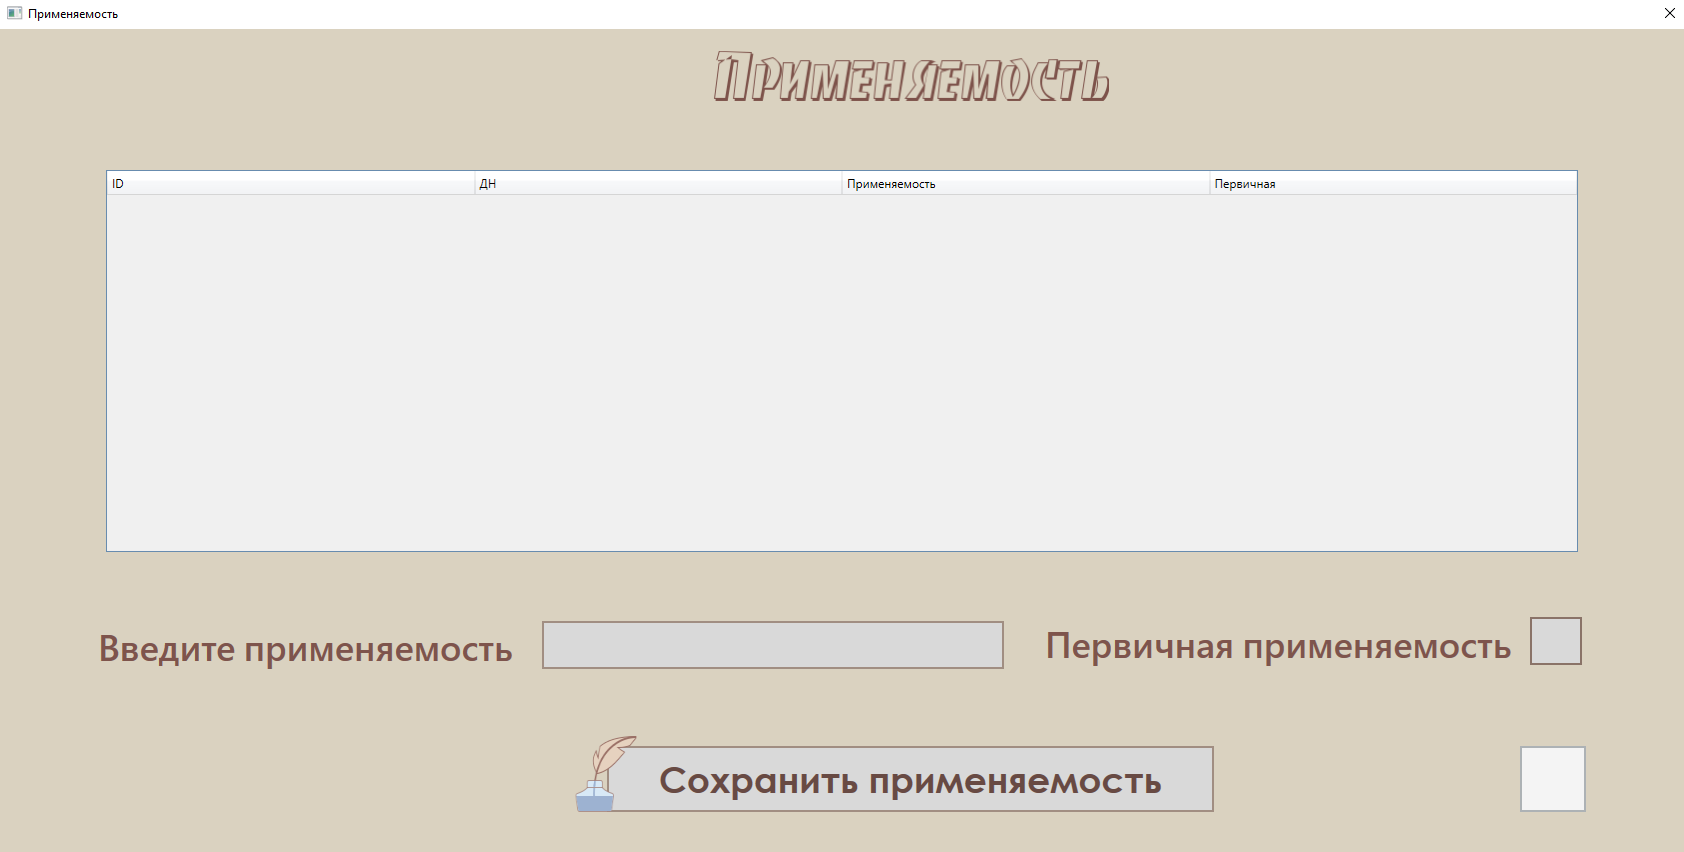 Применяемость
Применяемость
ID ДН Применяемость Первичная
Введите применяемость Первичная применяемость
Сохранить применяемость